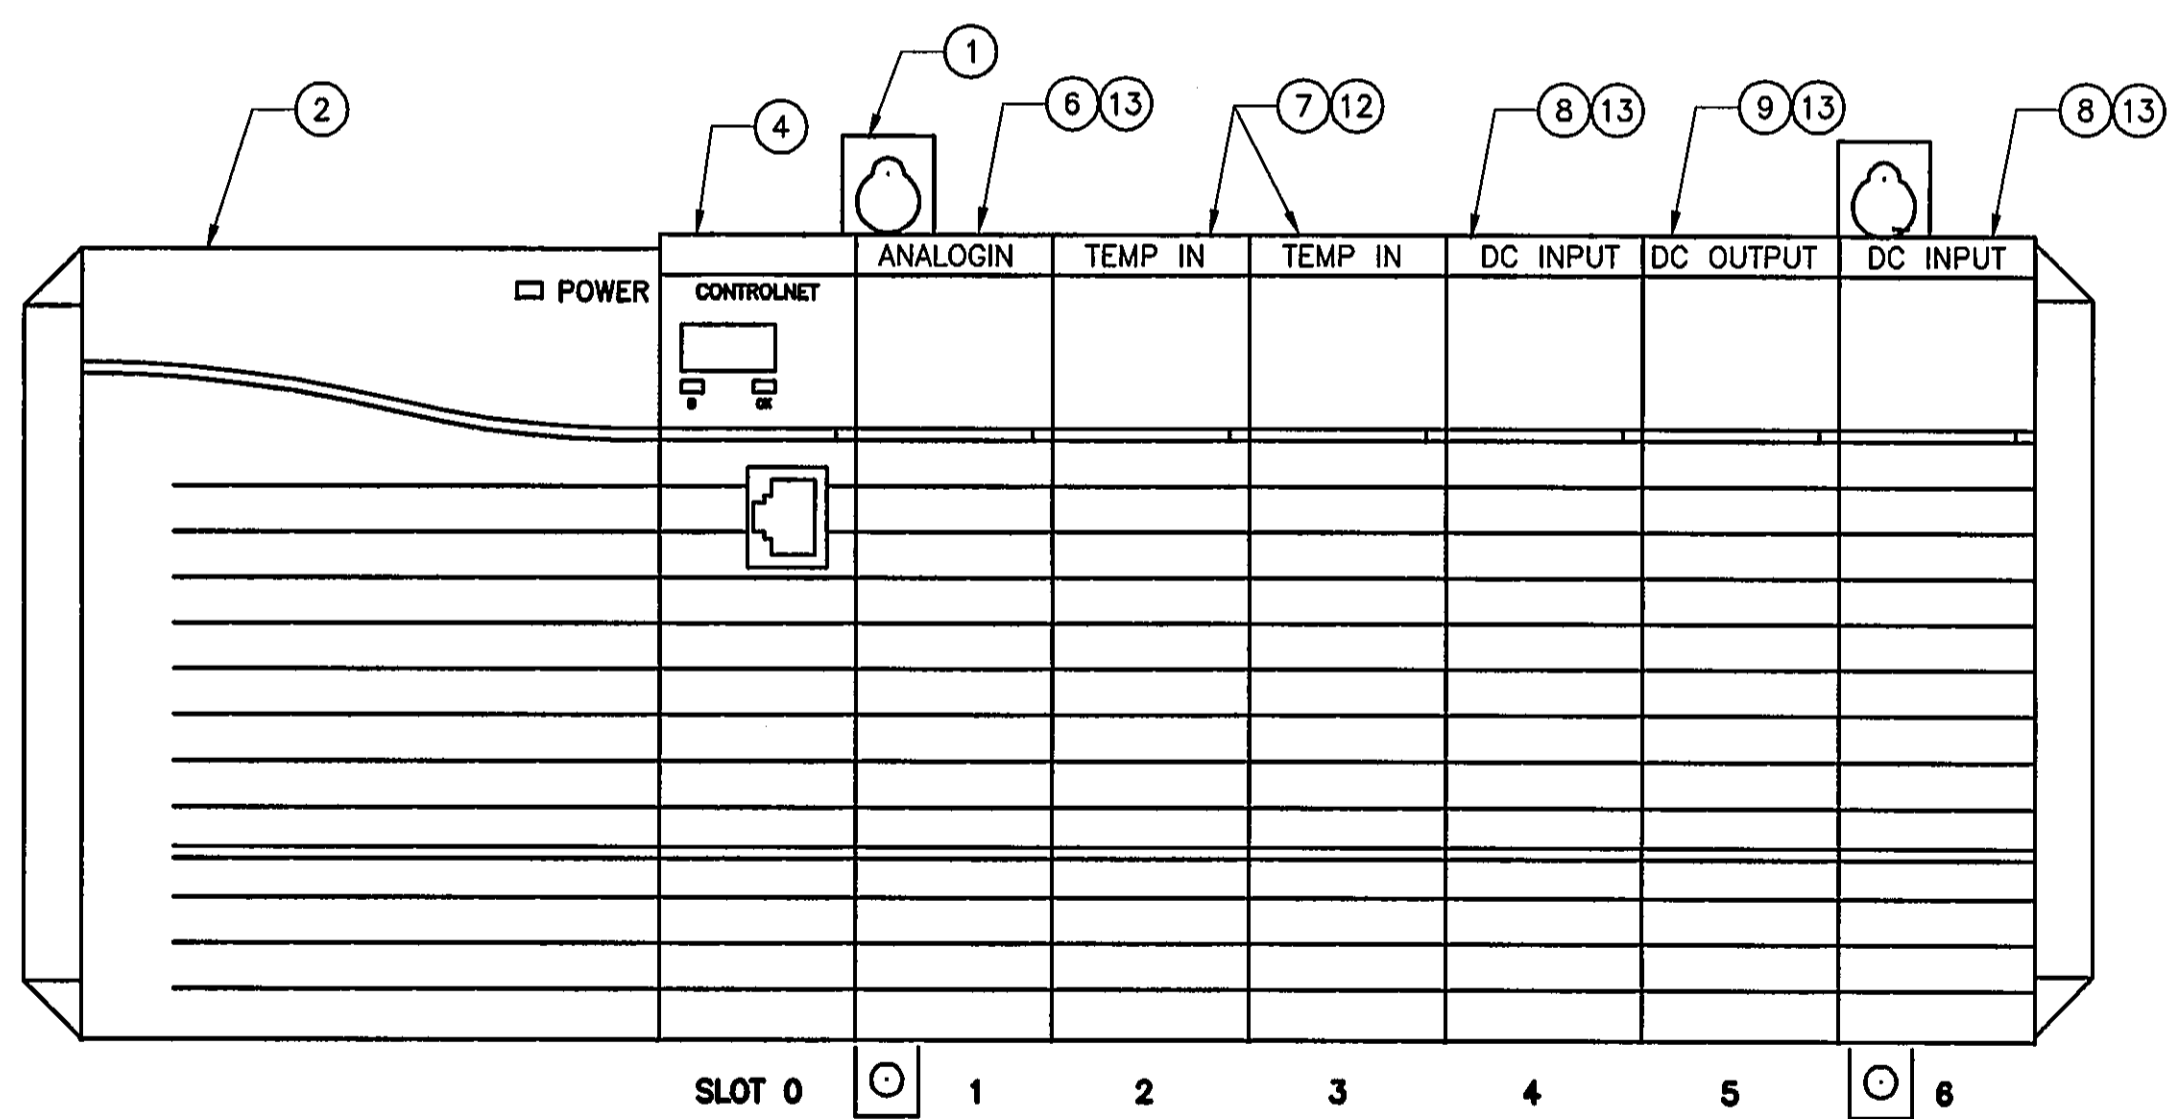 1
2
4
6 13
7 12
8 13
9 13
8 13
ANALOGIN
TEMP IN
TEMP IN
DC INPUT
DC OUTPUT
DC INPUT
POWER
CONTROLNET
OK
SLOT 0
1
2
3
4
5
6